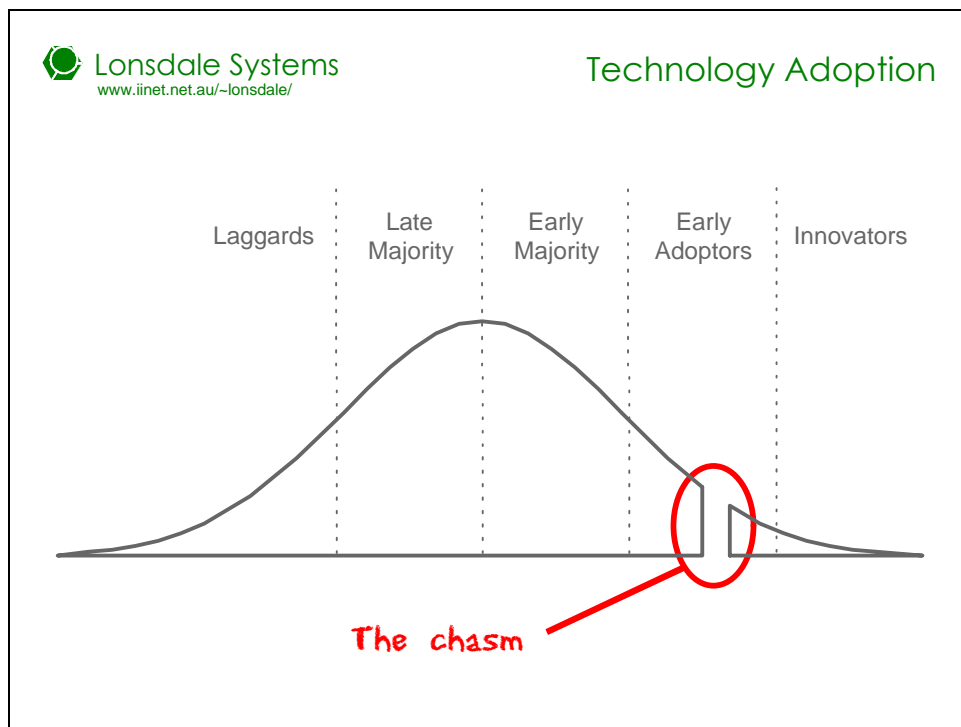 Lonsdale Systems
www.iinet.net.au/~lonsdale/
Technology Adoption
Laggards
Late
Majority
Early
Majority
Early
Adoptors
Innovators
The chasm